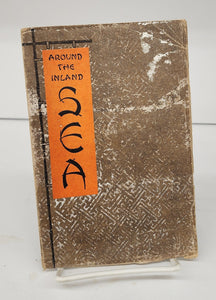 AROUND
THE
INLAND
SEA